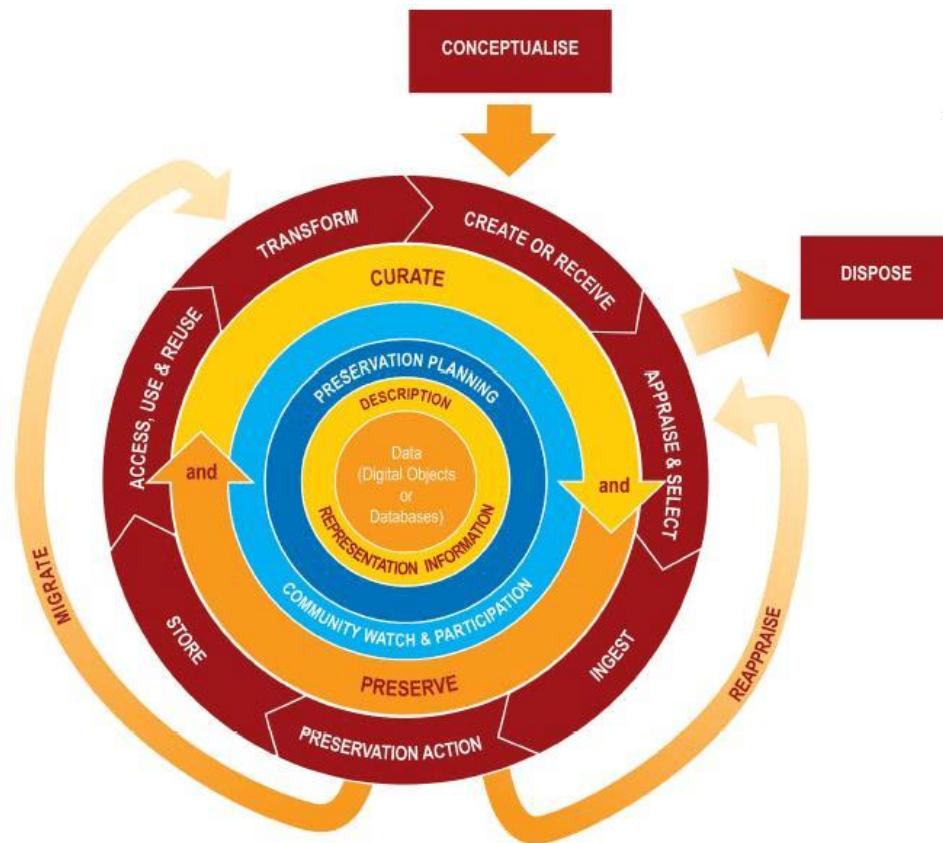 CONCEPTUALISE
DISPOSE
TRANSFORM
CREATE OR RECEIVE
APPRAISE & SELECT
INGEST
PRESERVATION ACTION
STORE
ACCESS, USE & REUSE
MIGRATE
REAPPRAISE
CURATE
and
PRESERVE
and
COMMUNITY WATCH & PARTICIPATION
PRESERVATION PLANNING
DESCRIPTION
REPRESENTATION INFORMATION
Data
(Digital Objects
or
Databases)